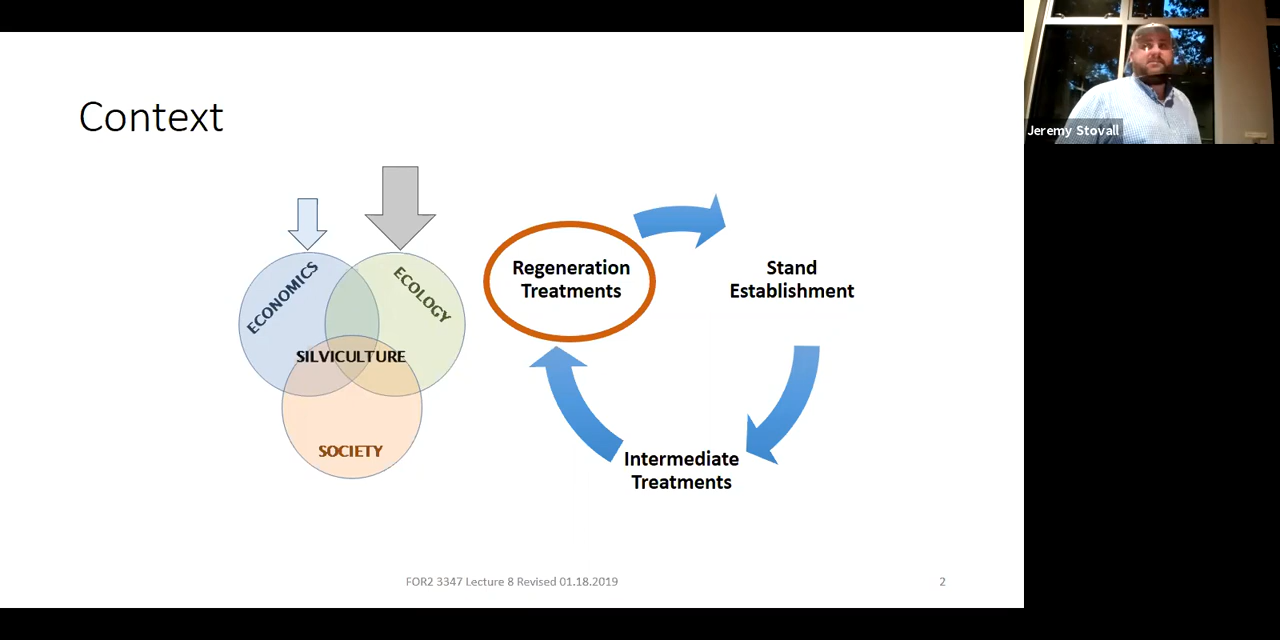 Context
ECONOMICS
ECOLOGY
SILVICULTURE
SOCIETY
Regeneration
Treatments
Stand
Establishment
Intermediate
Treatments
FOR2 3347 Lecture 8 Revised 01.18.2019
2
Jeremy Stovall